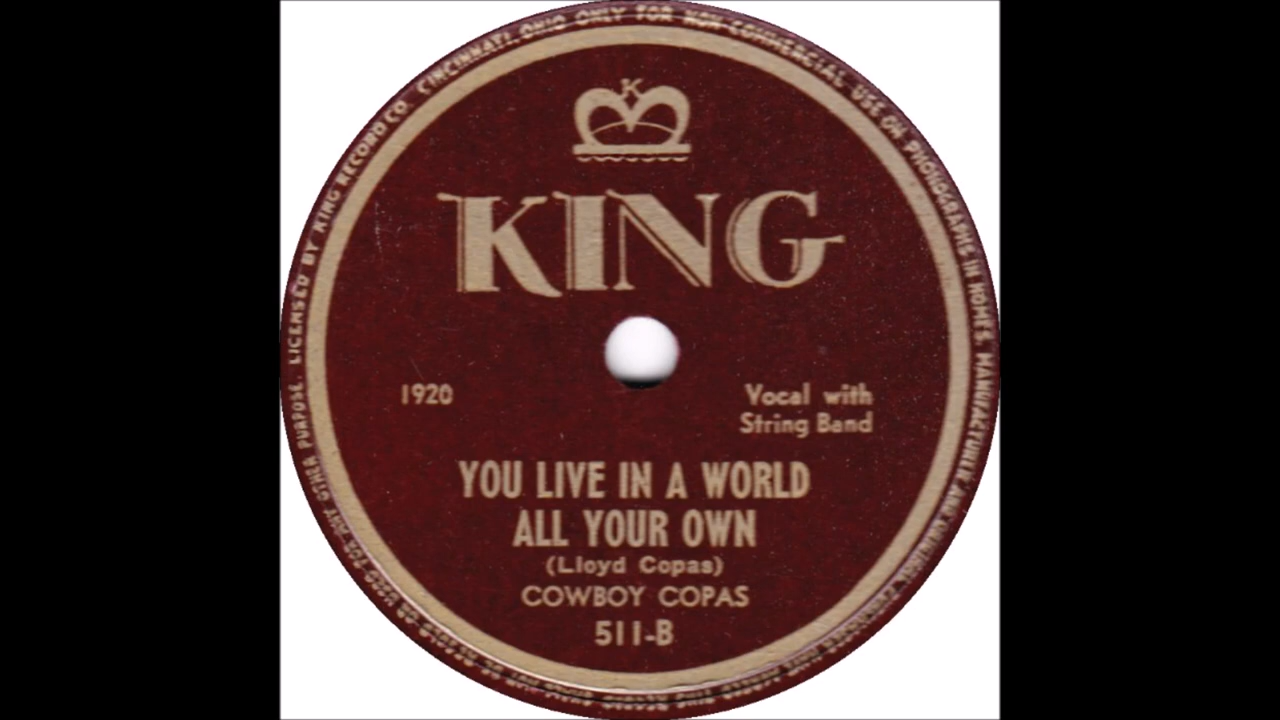 K
KING
1920
Vocal with
String Band
YOU LIVE IN A WORLD
ALL YOUR OWN
(Lloyd Copas)
COWBOY COPAS
511-B
LICENSED BY KING RECORD CO. CINCINNATI, OHIO ONLY FOR NON-COMMERCIAL USE ON PHONOGRAPHS IN HOMES. MANUFACTURER AND ORIGINAL